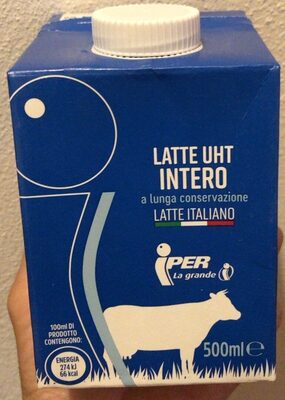 LATTE UHT
INTERO
a lunga conservazione
LATTE ITALIANO
iPER
La grande i
100ml DI
PRODOTTO
CONTENGONO:
ENERGIA
274 kJ
66 kcal
500ml ℮